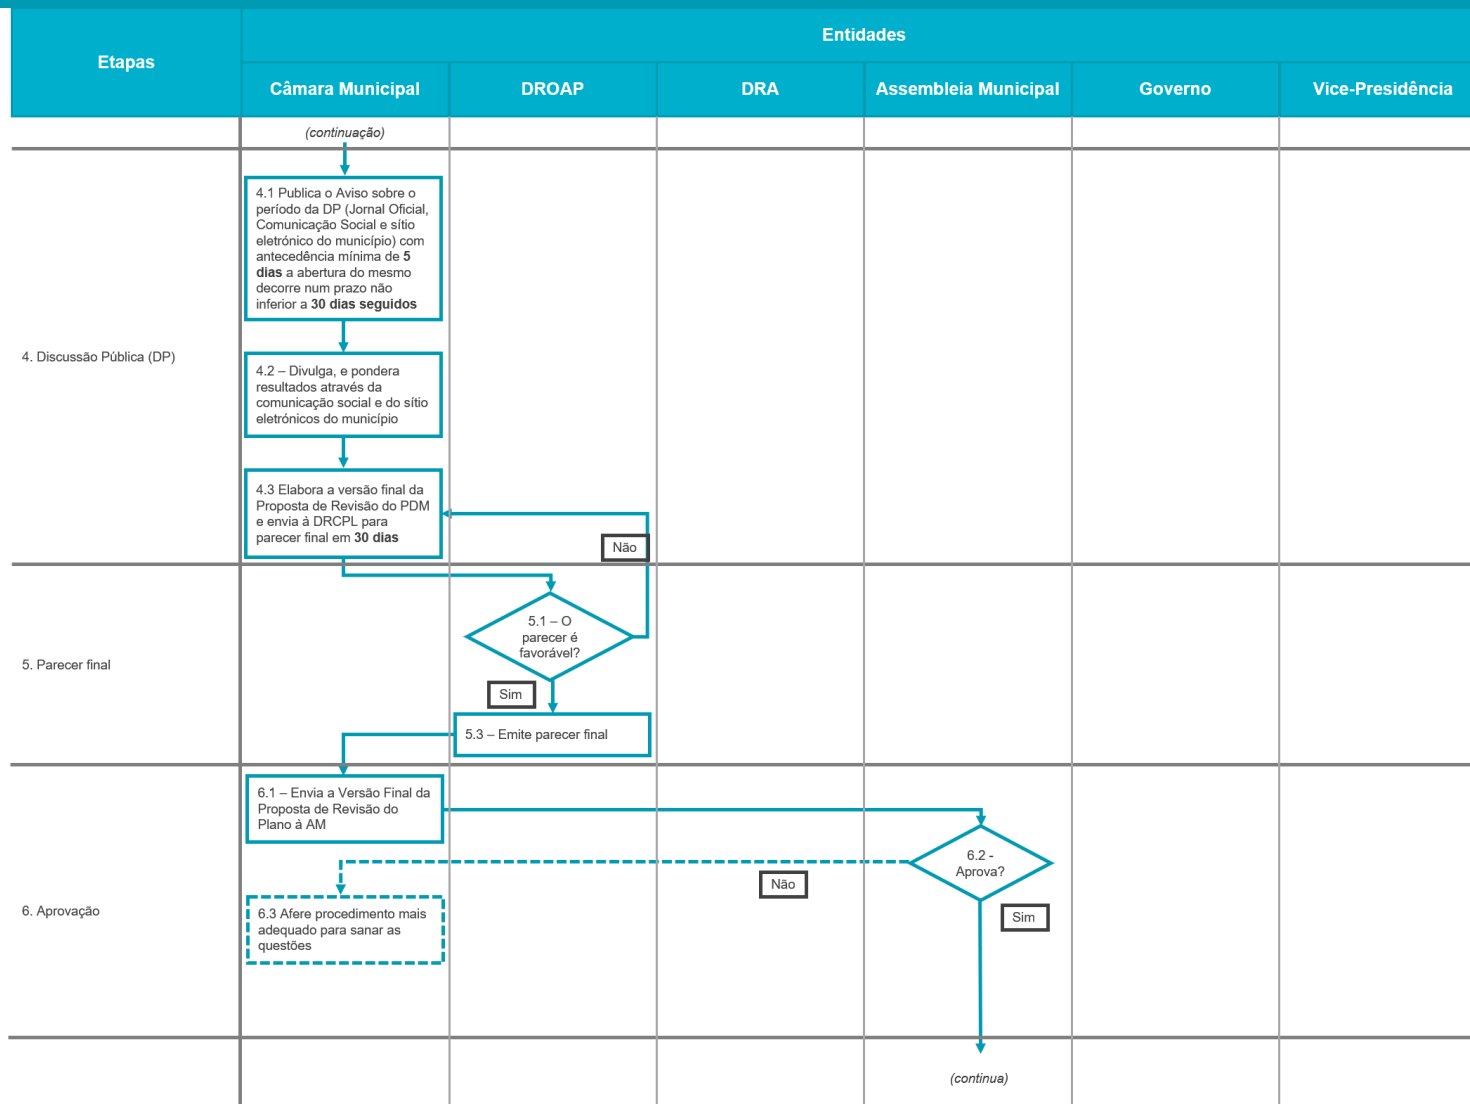 Etapas
Entidades
Câmara Municipal
DROAP
DRA
Assembleia Municipal
Governo
Vice-Presidência
(continuação)
4. Discussão Pública (DP)
4.1 Publica o Aviso sobre o
período da DP (Jornal Oficial,
Comunicação Social e sítio
eletrónico do município) com
antecedência mínima de 5
dias a abertura do mesmo
decorre num prazo não
inferior a 30 dias seguidos
4.2 – Divulga, e pondera
resultados através da
comunicação social e do sítio
eletrónicos do município
4.3 Elabora a versão final da
Proposta de Revisão do PDM
e envia à DRCPL para
parecer final em 30 dias
Não
5. Parecer final
5.1 – O
parecer é
favorável?
Sim
5.3 – Emite parecer final
6. Aprovação
6.1 – Envia a Versão Final da
Proposta de Revisão do
Plano à AM
6.2 -
Aprova?
Não
Sim
6.3 Afere procedimento mais
adequado para sanar as
questões
(continua)